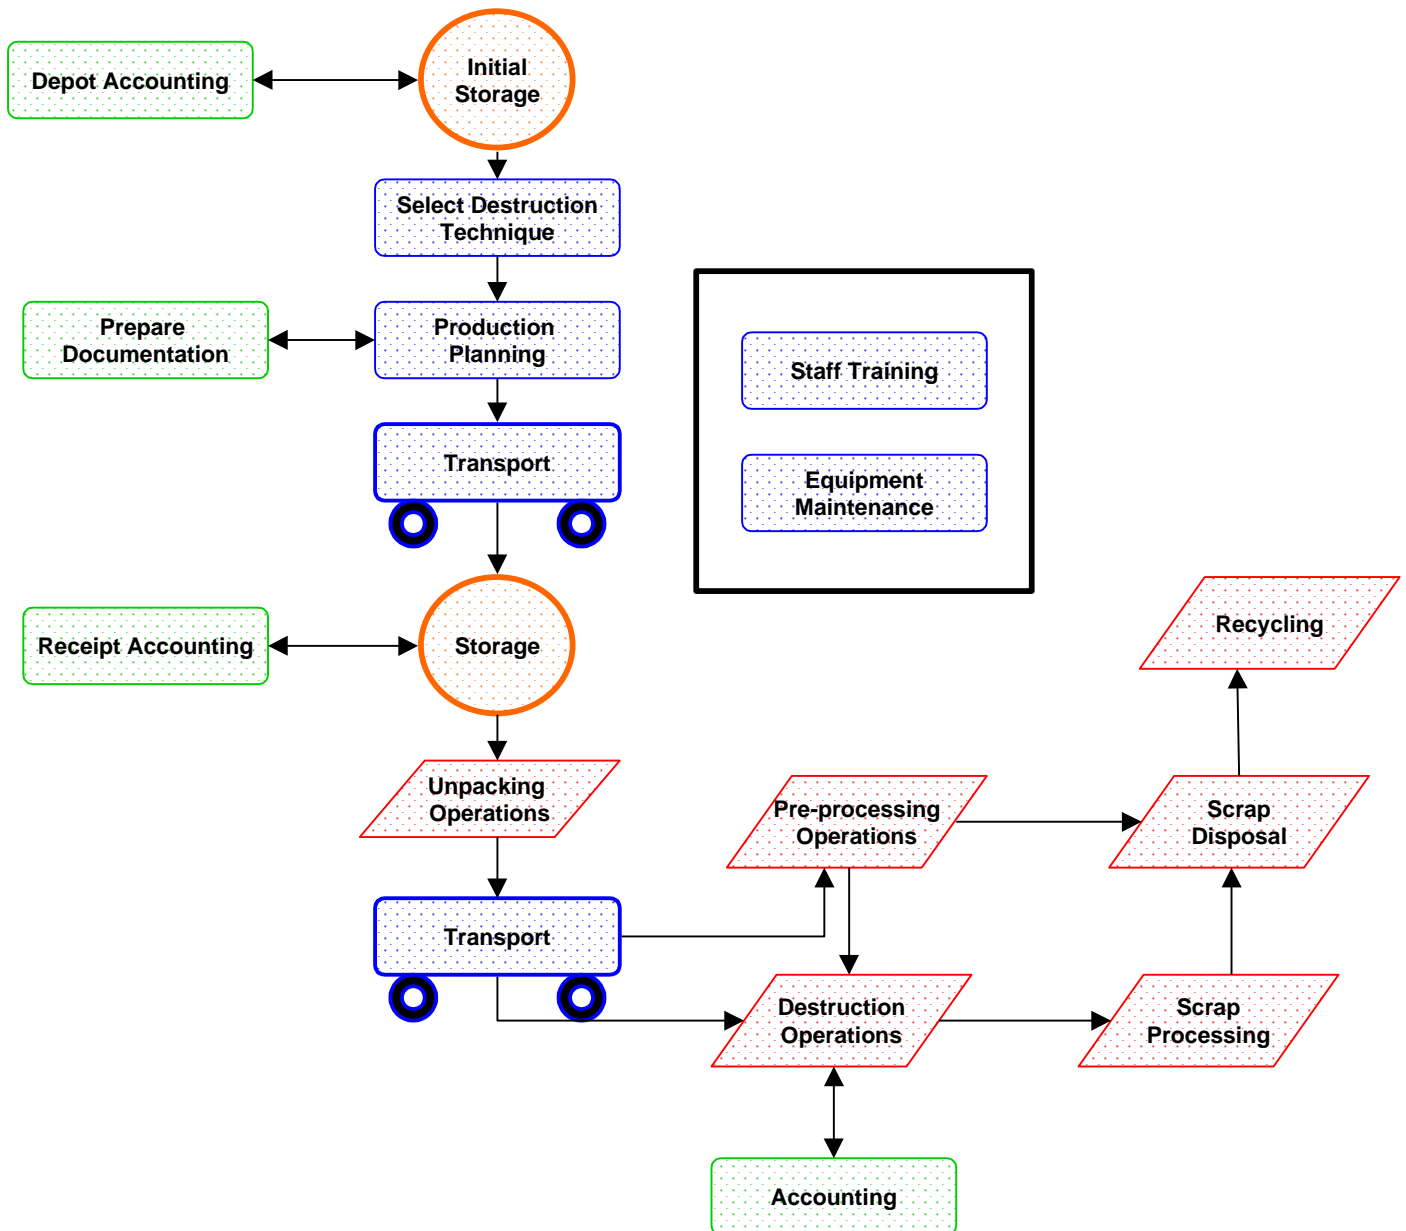 Depot Accounting
Initial
Storage
Select Destruction
Technique
Prepare
Documentation
Production
Planning
Staff Training
Transport
Equipment
Maintenance
Receipt Accounting
Storage
Recycling
Unpacking
Operations
Pre-processing
Operations
Scrap
Disposal
Transport
Destruction
Operations
Scrap
Processing
Accounting